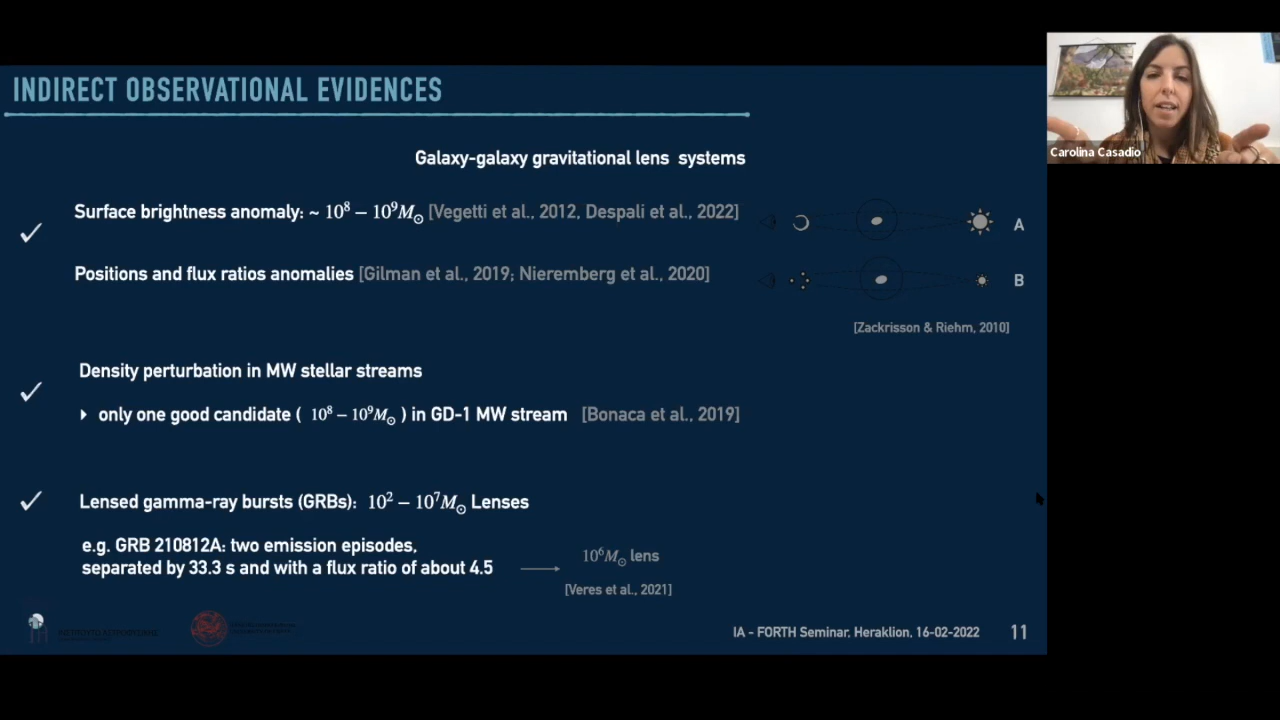 INDIRECT OBSERVATIONAL EVIDENCES
Carolina Casadio
Galaxy-galaxy gravitational lens systems
Surface brightness anomaly: ~ 10⁸ – 10⁹M☉ [Vegetti et al., 2012, Despali et al., 2022]
A
Positions and flux ratios anomalies [Gilman et al., 2019; Nieremberg et al., 2020]
B
[Zackrisson & Riehm, 2010]
Density perturbation in MW stellar streams
only one good candidate ( 10⁸ – 10⁹M☉ ) in GD-1 MW stream [Bonaca et al., 2019]
Lensed gamma-ray bursts (GRBs): 10² – 10⁷M☉ Lenses
e.g. GRB 210812A: two emission episodes,
separated by 33.3 s and with a flux ratio of about 4.5
10⁶M☉ lens
[Veres et al., 2021]
IA - FORTH Seminar, Heraklion, 16-02-2022
11